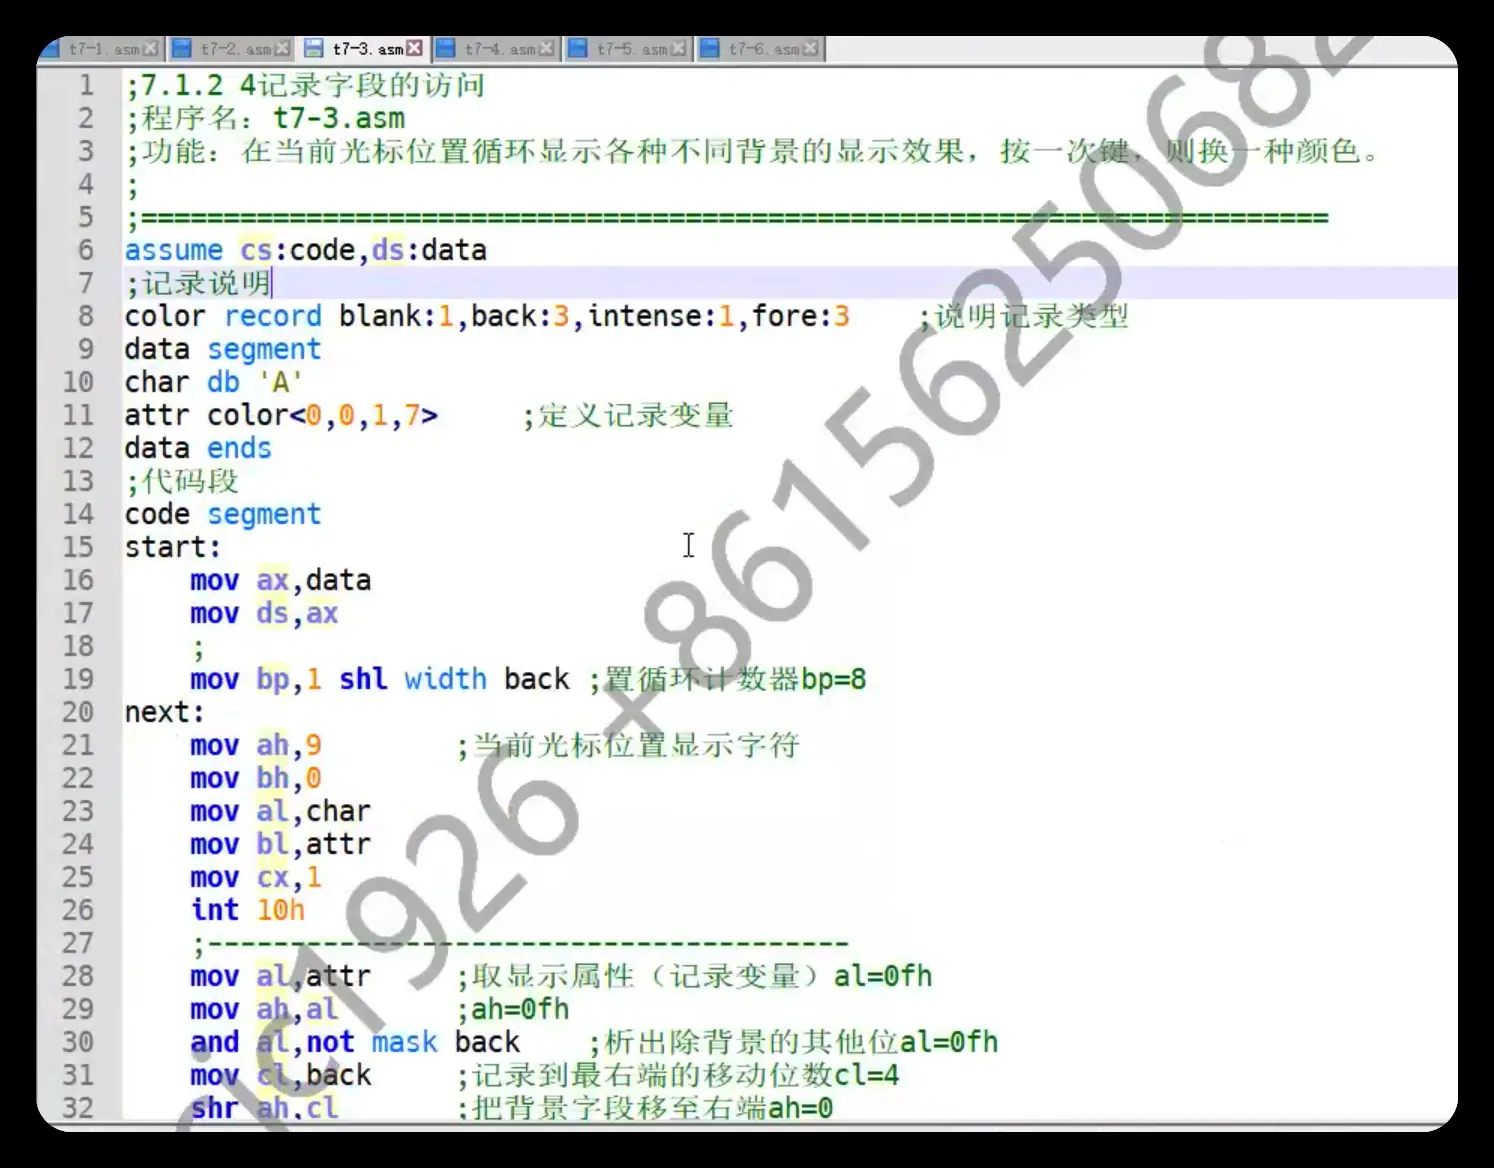 t7-1.asm t7-2.asm t7-3.asm t7-4.asm t7-5.asm t7-6.asm
1 ;7.1.2 4记录字段的访问
2 ;程序名：t7-3.asm
3 ;功能：在当前光标位置循环显示各种不同背景的显示效果，按一次键，则换一种颜色。
4 ;
5 ;========================================================================
6 assume cs:code,ds:data
7 ;记录说明
8 color record blank:1,back:3,intense:1,fore:3 ;说明记录类型
9 data segment
10 char db 'A'
11 attr color<0,0,1,7> ;定义记录变量
12 data ends
13 ;代码段
14 code segment
15 start:
16 mov ax,data
17 mov ds,ax
18 ;
19 mov bp,1 shl width back ;置循环计数器bp=8
20 next:
21 mov ah,9 ;当前光标位置显示字符
22 mov bh,0
23 mov al,char
24 mov bl,attr
25 mov cx,1
26 int 10h
27 ;---------------------------------------
28 mov al,attr ;取显示属性（记录变量）al=0fh
29 mov ah,al ;ah=0fh
30 and al,not mask back ;析出除背景的其他位al=0fh
31 mov cl,back ;记录到最右端的移动位数cl=4
32 shr ah,cl ;把背景字段移至右端ah=0
ric1926 +86156250682